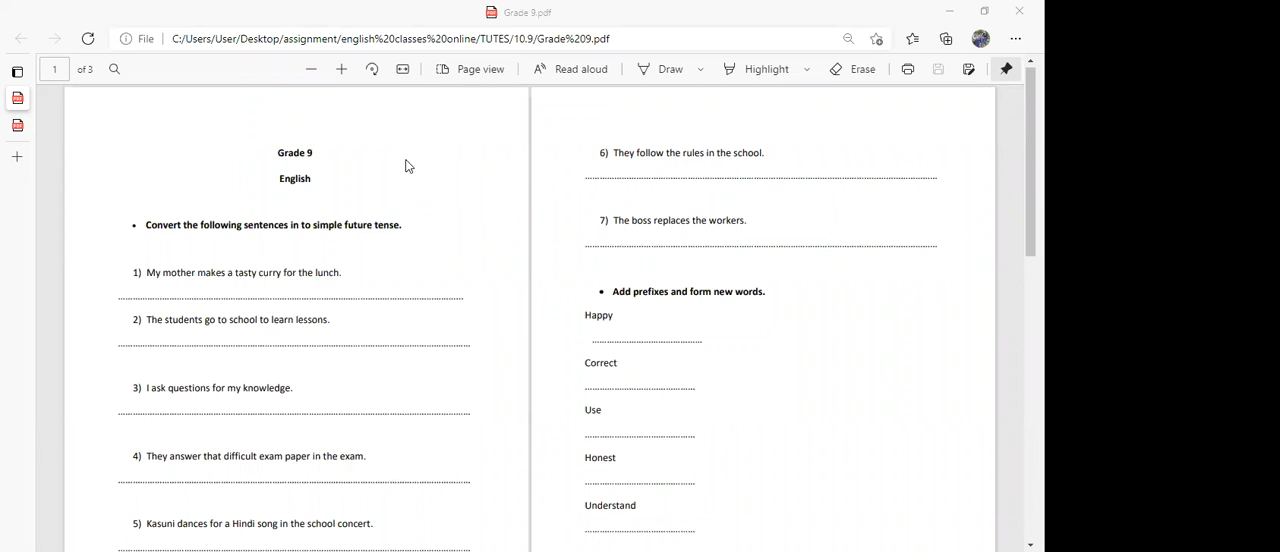 Grade 9.pdf
File C:/Users/User/Desktop/assignment/english%20classes%20online/TUTES/10.9/Grade%209.pdf
1 of 3 Page view Read aloud Draw Highlight Erase
Grade 9
English
• Convert the following sentences in to simple future tense.
1) My mother makes a tasty curry for the lunch.
................................................................
2) The students go to school to learn lessons.
................................................................
3) I ask questions for my knowledge.
................................................................
4) They answer that difficult exam paper in the exam.
................................................................
5) Kasuni dances for a Hindi song in the school concert.
................................................................
6) They follow the rules in the school.
................................................................
7) The boss replaces the workers.
................................................................
• Add prefixes and form new words.
Happy
................................
Correct
................................
Use
................................
Honest
................................
Understand
................................